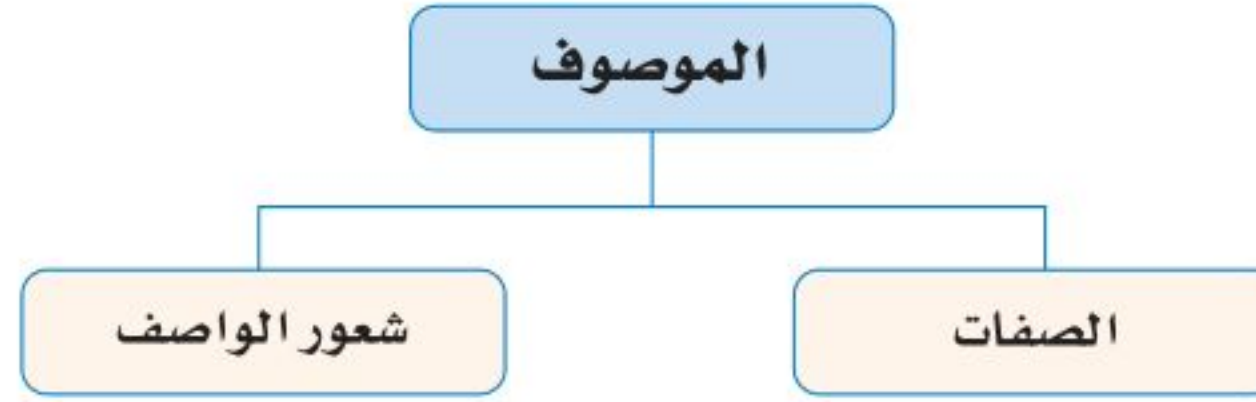 الموصوف
الصفات
شعور الواصف